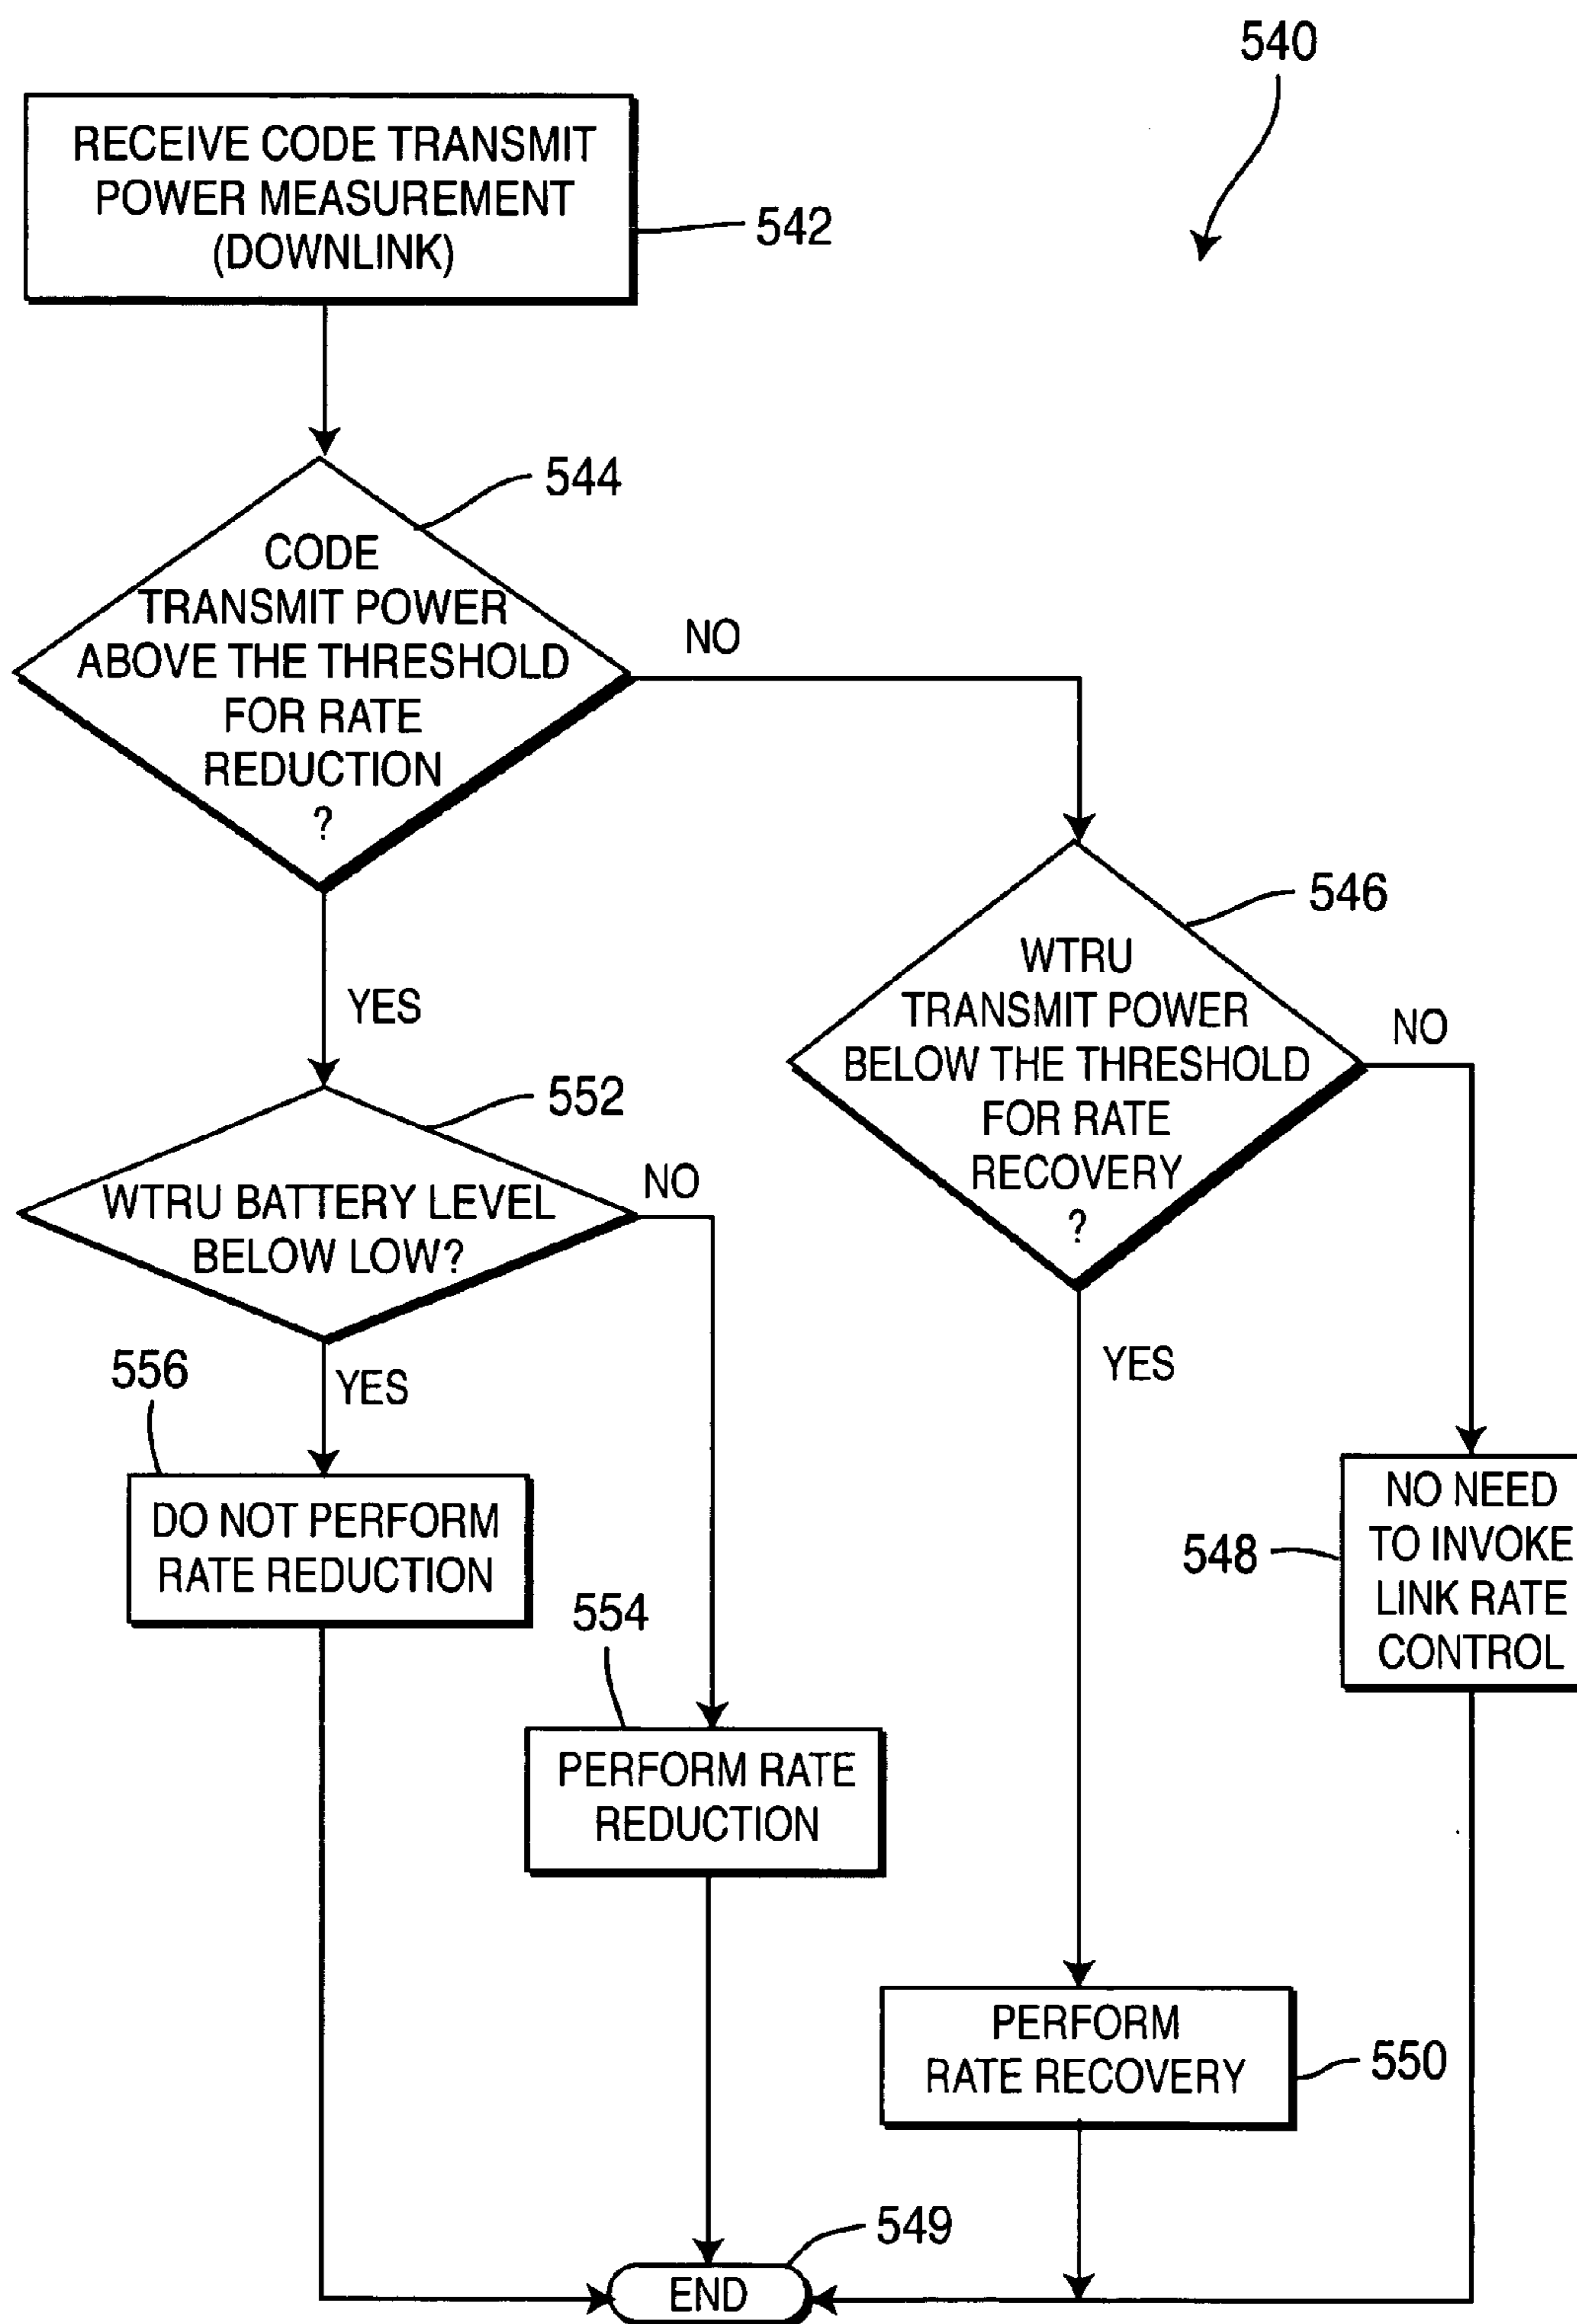 540
RECEIVE CODE TRANSMIT
POWER MEASUREMENT
(DOWNLINK)
542
544
CODE
TRANSMIT POWER
ABOVE THE THRESHOLD
FOR RATE
REDUCTION
?
NO
YES
546
WTRU
TRANSMIT POWER
BELOW THE THRESHOLD
FOR RATE
RECOVERY
?
NO
YES
552
WTRU BATTERY LEVEL
BELOW LOW?
NO
YES
556
DO NOT PERFORM
RATE REDUCTION
554
PERFORM RATE
REDUCTION
548
NO NEED
TO INVOKE
LINK RATE
CONTROL
PERFORM
RATE RECOVERY
550
549
END